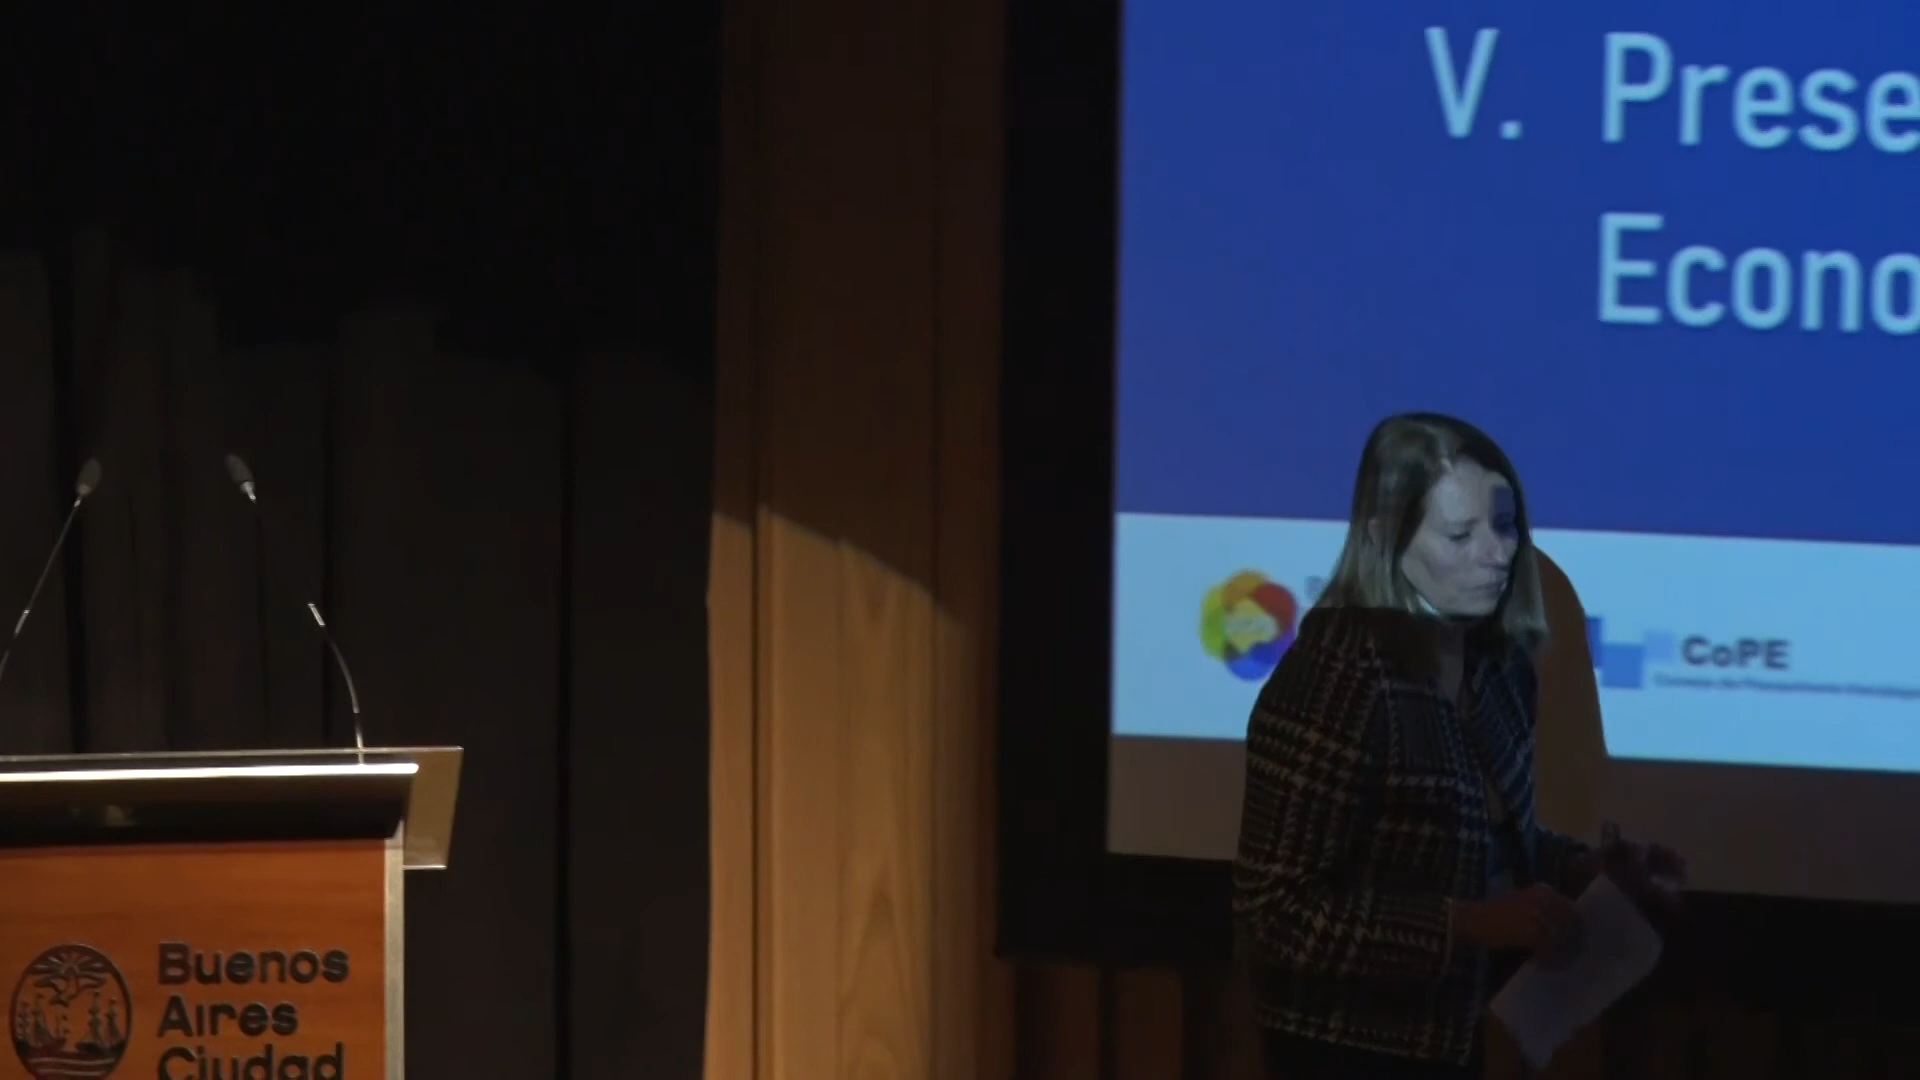 V. Prese
Econo
CoPE
Buenos
Aires
Ciudad